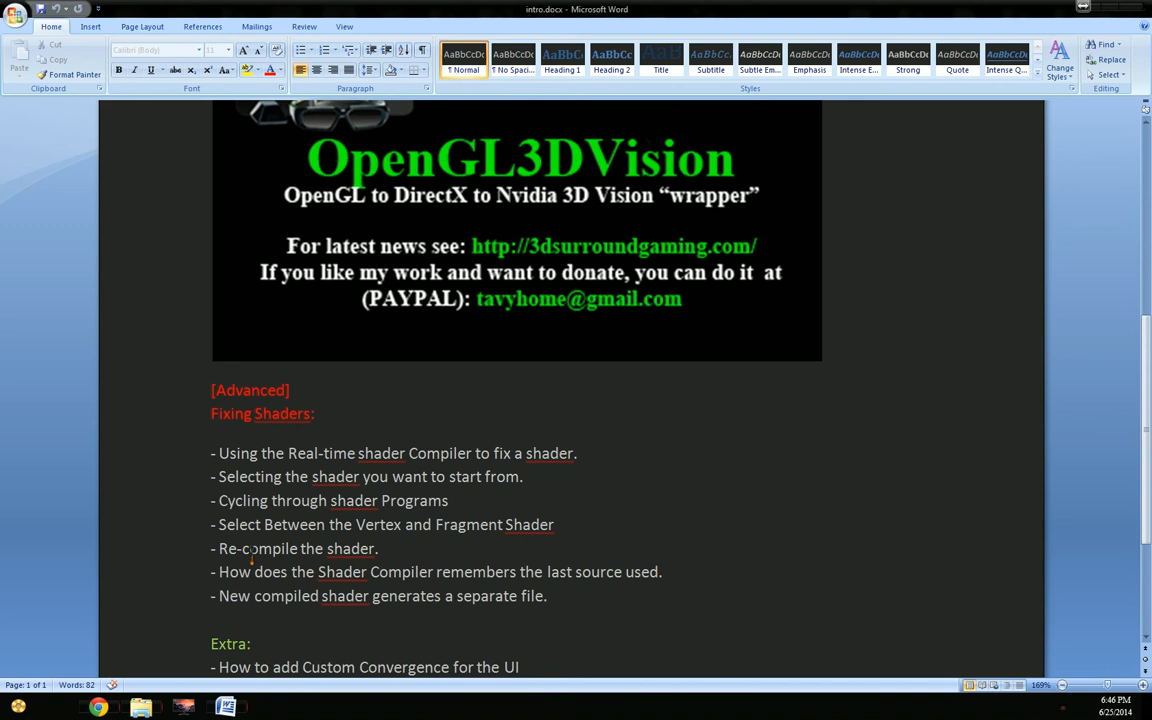 intro.docx - Microsoft Word
Home Insert Page Layout References Mailings Review View
Paste
Cut
Copy
Format Painter
Clipboard
Calibri (Body) 11
Font
Paragraph
AaBbCcDc AaBbCcDc AaBbC AaBbCc AaB AaBbCc AaBbCcDc AaBbCcDc AaBbCcDc AaBbCcDc AaBbCcDc AaBbCcDc
¶ Normal ¶ No Spaci... Heading 1 Heading 2 Title Subtitle Subtle Em... Emphasis Intense E... Strong Quote Intense Q...
Change Styles
Styles
Find
Replace
Select
Editing
OpenGL3DVision
OpenGL to DirectX to Nvidia 3D Vision “wrapper”
For latest news see: http://3dsurroundgaming.com/
If you like my work and want to donate, you can do it at
(PAYPAL): tavyhome@gmail.com
[Advanced]
Fixing Shaders:
- Using the Real-time shader Compiler to fix a shader.
- Selecting the shader you want to start from.
- Cycling through shader Programs
- Select Between the Vertex and Fragment Shader
- Re-compile the shader.
- How does the Shader Compiler remembers the last source used.
- New compiled shader generates a separate file.
Extra:
- How to add Custom Convergence for the UI
Page: 1 of 1 Words: 82 169%
6:46 PM
6/25/2014